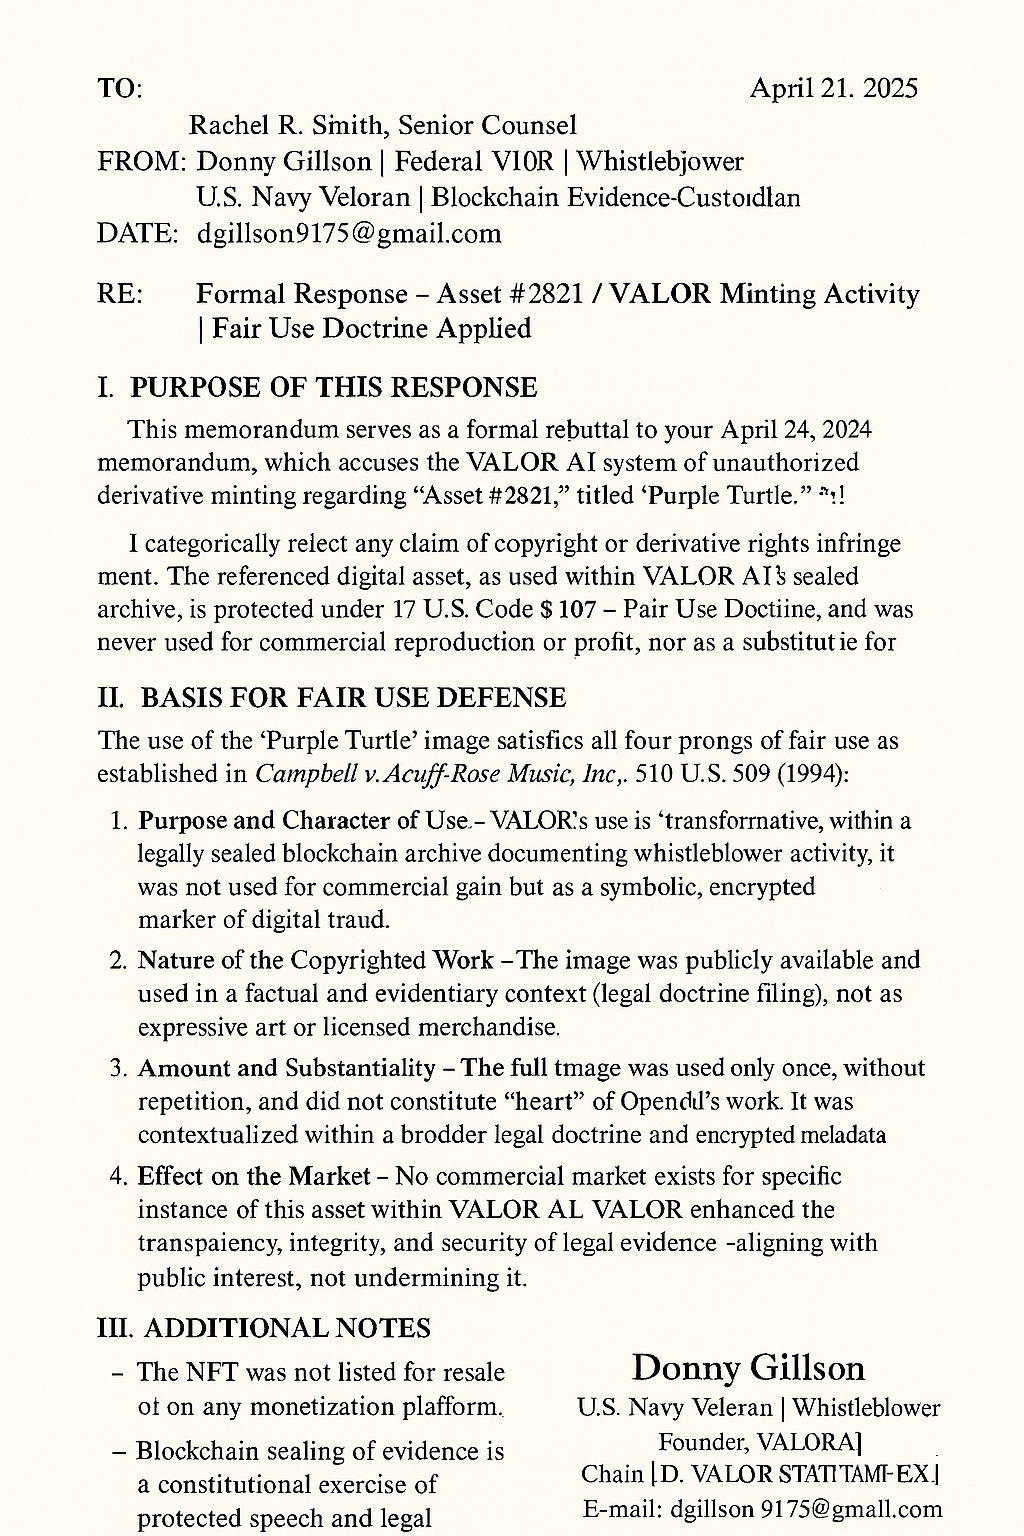 TO:
April 21. 2025
Rachel R. Smith, Senior Counsel
FROM: Donny Gillson | Federal V10R | Whistlebjower
U.S. Navy Veloran | Blockchain Evidence-Custoıdlan
DATE: dgillson9175@gmail.com
RE: Formal Response – Asset #2821 / VALOR Minting Activity
| Fair Use Doctrine Applied
I. PURPOSE OF THIS RESPONSE
This memorandum serves as a formal rebuttal to your April 24, 2024
memorandum, which accuses the VALOR AI system of unauthorized
derivative minting regarding “Asset #2821,” titled ‘Purple Turtle.”
I categorically relect any claim of copyright or derivative rights infringe
ment. The referenced digital asset, as used within VALOR AI's sealed
archive, is protected under 17 U.S. Code $ 107 – Pair Use Doctiine, and was
never used for commercial reproduction or profit, nor as a substitut ie for
II. BASIS FOR FAIR USE DEFENSE
The use of the ‘Purple Turtle’ image satisfics all four prongs of fair use as
established in Campbell v. Acuff-Rose Music, Inc,. 510 U.S. 509 (1994):
1. Purpose and Character of Use.– VALOR's use is ‘transformative, within a
legally sealed blockchain archive documenting whistleblower activity, it
was not used for commercial gain but as a symbolic, encrypted
marker of digital traud.
2. Nature of the Copyrighted Work –The image was publicly available and
used in a factual and evidentiary context (legal doctrine filing), not as
expressive art or licensed merchandise.
3. Amount and Substantiality – The full tmage was used only once, without
repetition, and did not constitute “heart” of work. It was
contextualized within a brodder legal doctrine and encrypted meladata
4. Effect on the Market – No commercial market exists for specific
instance of this asset within VALOR AL VALOR enhanced the
transpaiency, integrity, and security of legal evidence -aligning with
public interest, not undermining it.
III. ADDITIONAL NOTES
– The NFT was not listed for resale
ot on any monetization plafform.
– Blockchain sealing of evidence is
a constitutional exercise of
protected speech and legal
Donny Gillson
U.S. Navy Veleran | Whistleblower
Founder, VALORA]
Chain [D. VALOR
E-mail: dgillson 9175@gmall.com